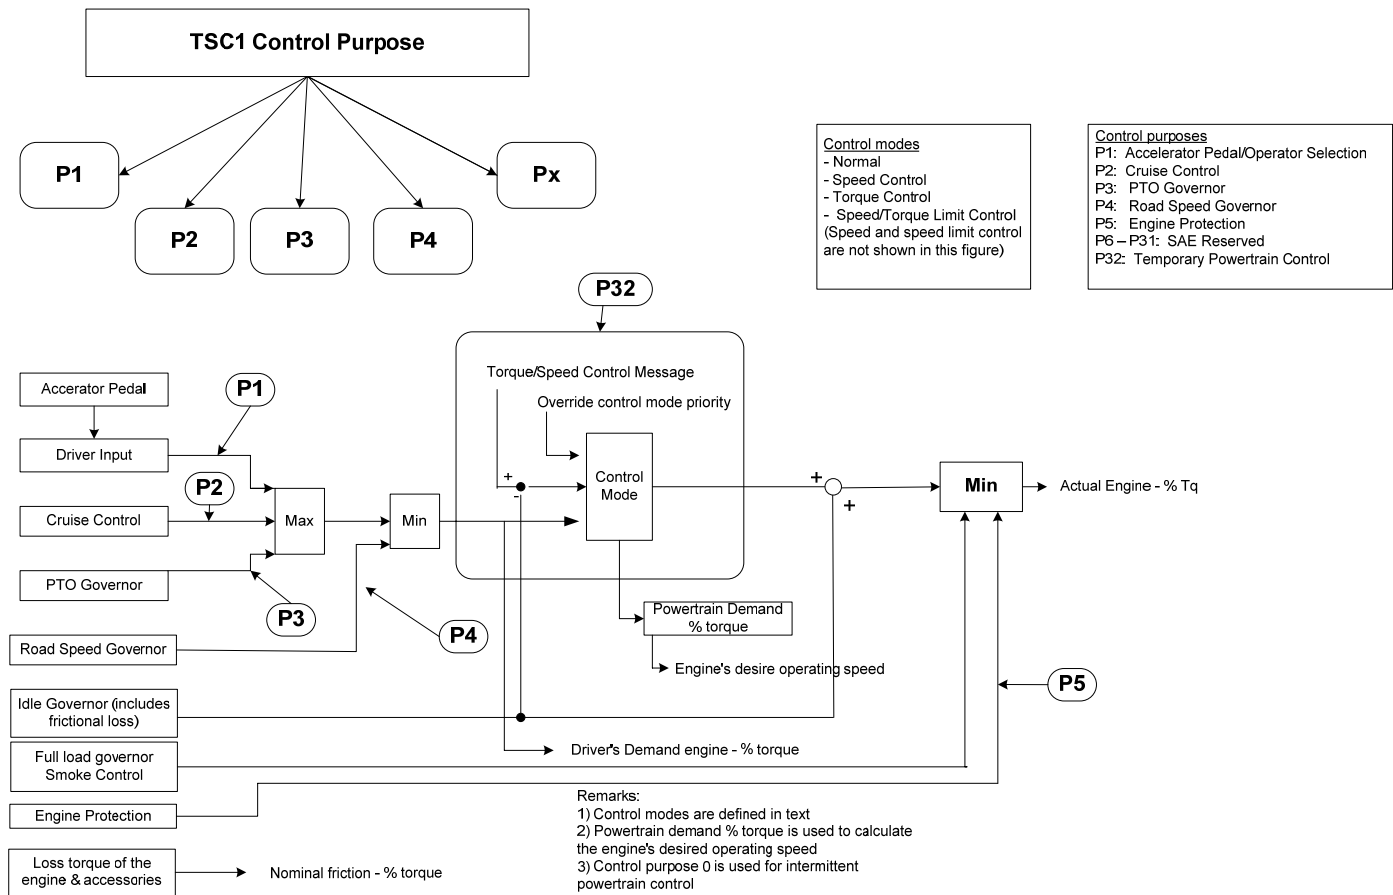 TSC1 Control Purpose
P1
Px
P2
P3
P4
Control modes
- Normal
- Speed Control
- Torque Control
- Speed/Torque Limit Control
(Speed and speed limit control
are not shown in this figure)
Control purposes
P1: Accelerator Pedal/Operator Selection
P2: Cruise Control
P3: PTO Governor
P4: Road Speed Governor
P5: Engine Protection
P6 – P31: SAE Reserved
P32: Temporary Powertrain Control
P32
Torque/Speed Control Message
Override control mode priority
Accerator Pedal
P1
Driver Input
P2
Cruise Control
Max
Min
+
-
Control
Mode
+
+
Min
Actual Engine - % Tq
PTO Governor
P3
P4
Powertrain Demand
% torque
Engine's desire operating speed
Road Speed Governor
P5
Idle Governor (includes
frictional loss)
Driver's Demand engine - % torque
Full load governor
Smoke Control
Engine Protection
Loss torque of the
engine & accessories
Nominal friction - % torque
Remarks:
1) Control modes are defined in text
2) Powertrain demand % torque is used to calculate
the engine's desired operating speed
3) Control purpose 0 is used for intermittent
powertrain control